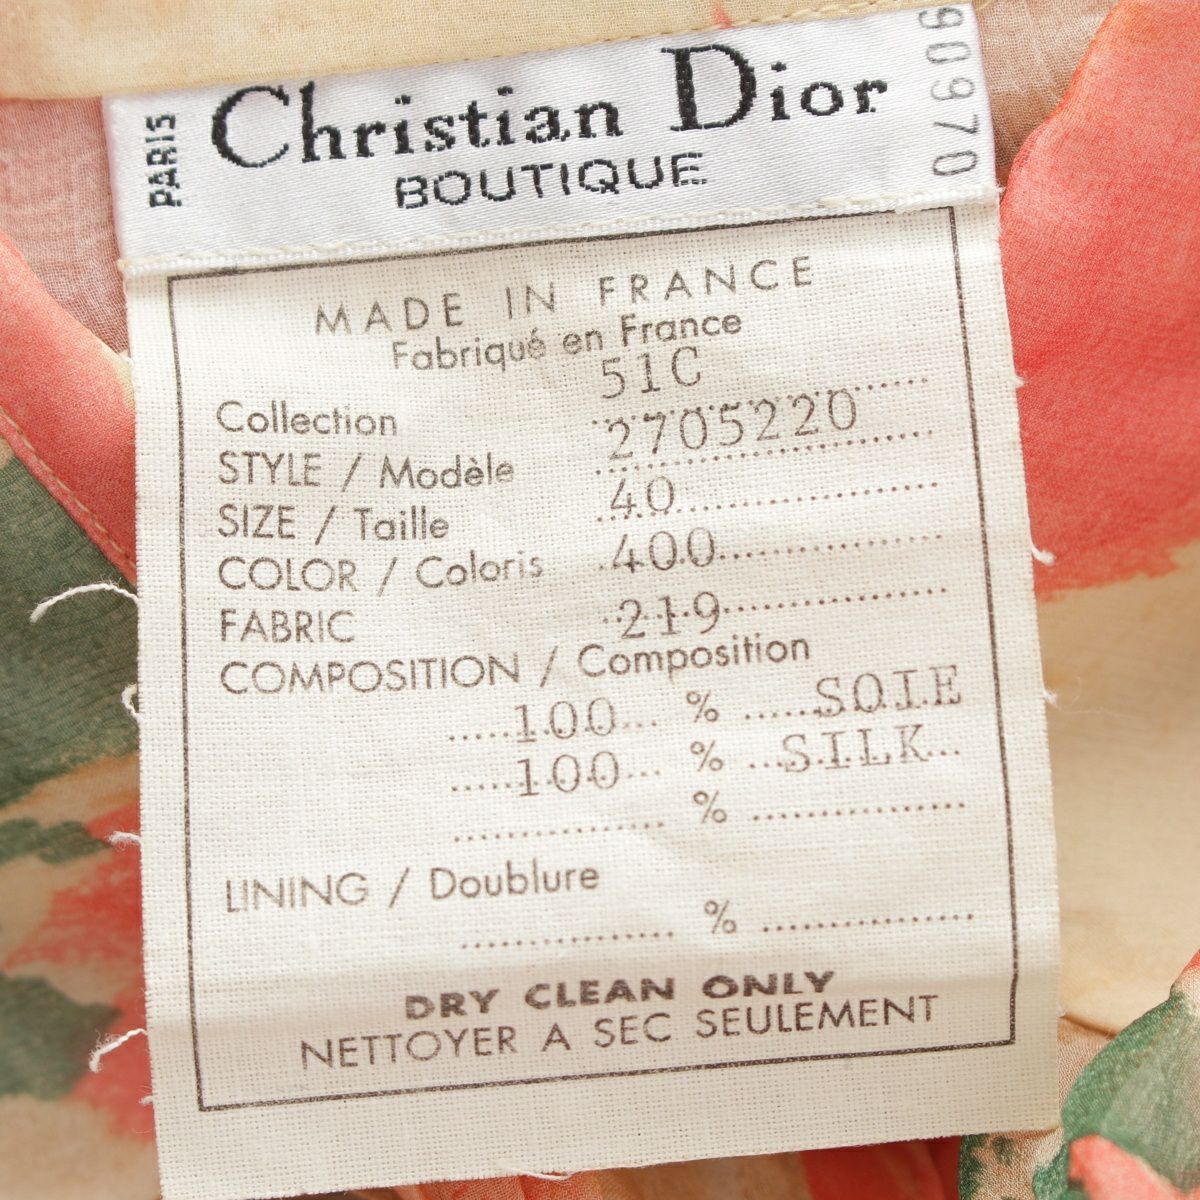 PARIS
Christian Dior
BOUTIQUE
90970
MADE IN FRANCE
Fabriqué en France
Collection 51C
STYLE / Modèle 2705220
SIZE / Taille 40
COLOR / Coloris 400
FABRIC 219
COMPOSITION / Composition
100 % SOIE
100 % SILK
%
LINING / Doublure
%
DRY CLEAN ONLY
NETTOYER A SEC SEULEMENT